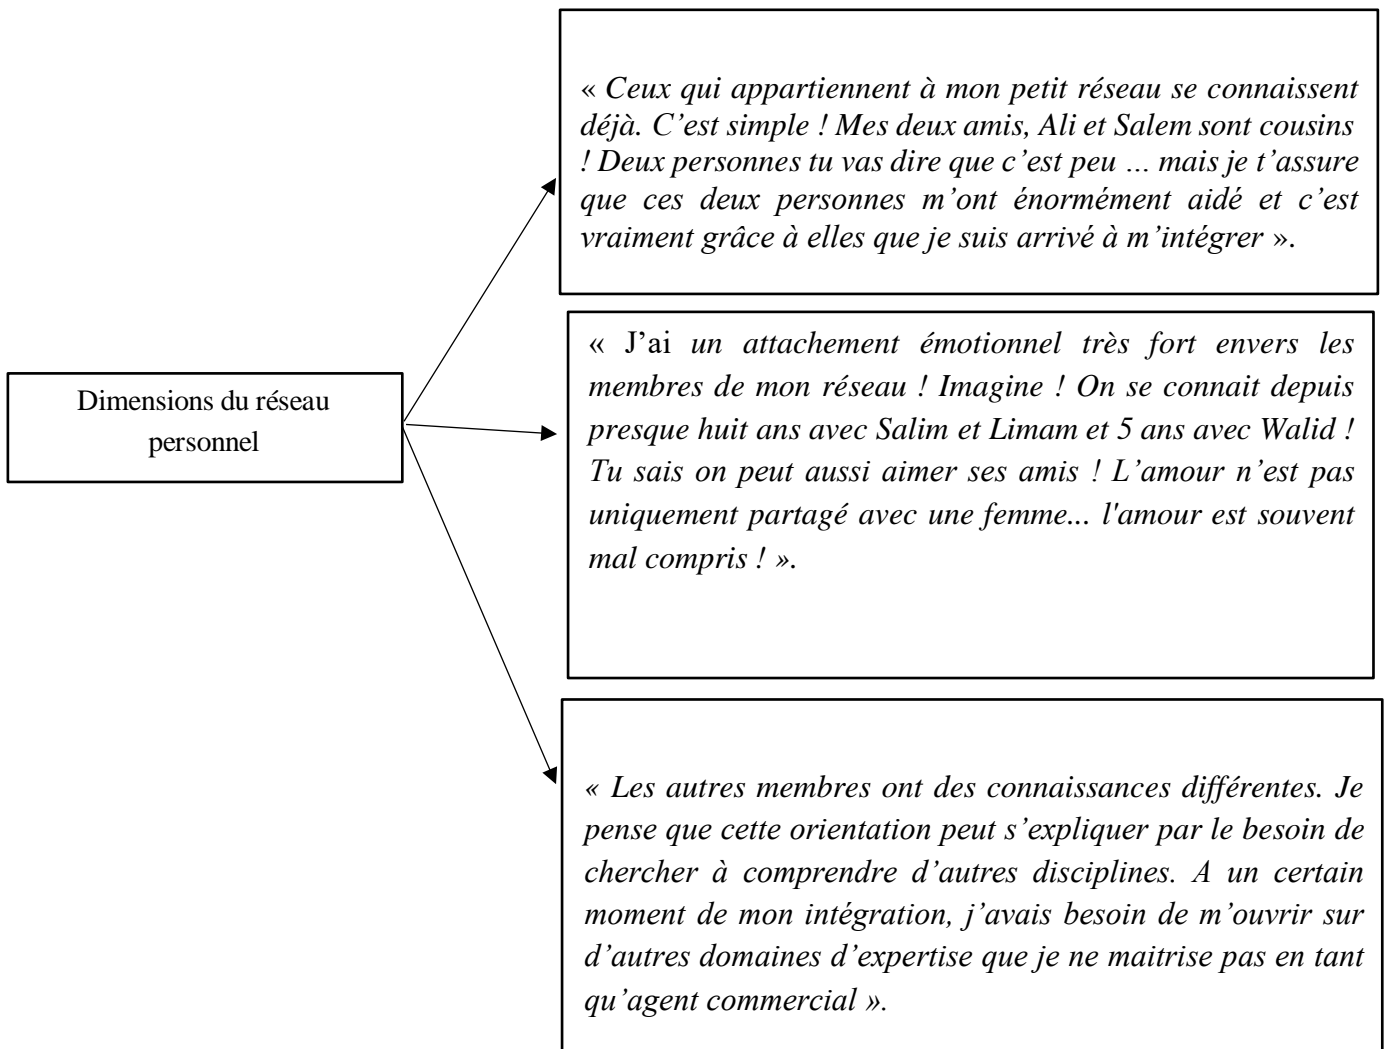 « Ceux qui appartiennent à mon petit réseau se connaissent
déjà. C’est simple ! Mes deux amis, Ali et Salem sont cousins
! Deux personnes tu vas dire que c’est peu … mais je t’assure
que ces deux personnes m’ont énormément aidé et c’est
vraiment grâce à elles que je suis arrivé à m’intégrer ».
Dimensions du réseau
personnel
« J’ai un attachement émotionnel très fort envers les
membres de mon réseau ! Imagine ! On se connait depuis
presque huit ans avec Salim et Limam et 5 ans avec Walid !
Tu sais on peut aussi aimer ses amis ! L’amour n’est pas
uniquement partagé avec une femme... l'amour est souvent
mal compris ! ».
« Les autres membres ont des connaissances différentes. Je
pense que cette orientation peut s’expliquer par le besoin de
chercher à comprendre d’autres disciplines. A un certain
moment de mon intégration, j’avais besoin de m’ouvrir sur
d’autres domaines d’expertise que je ne maitrise pas en tant
qu’agent commercial ».